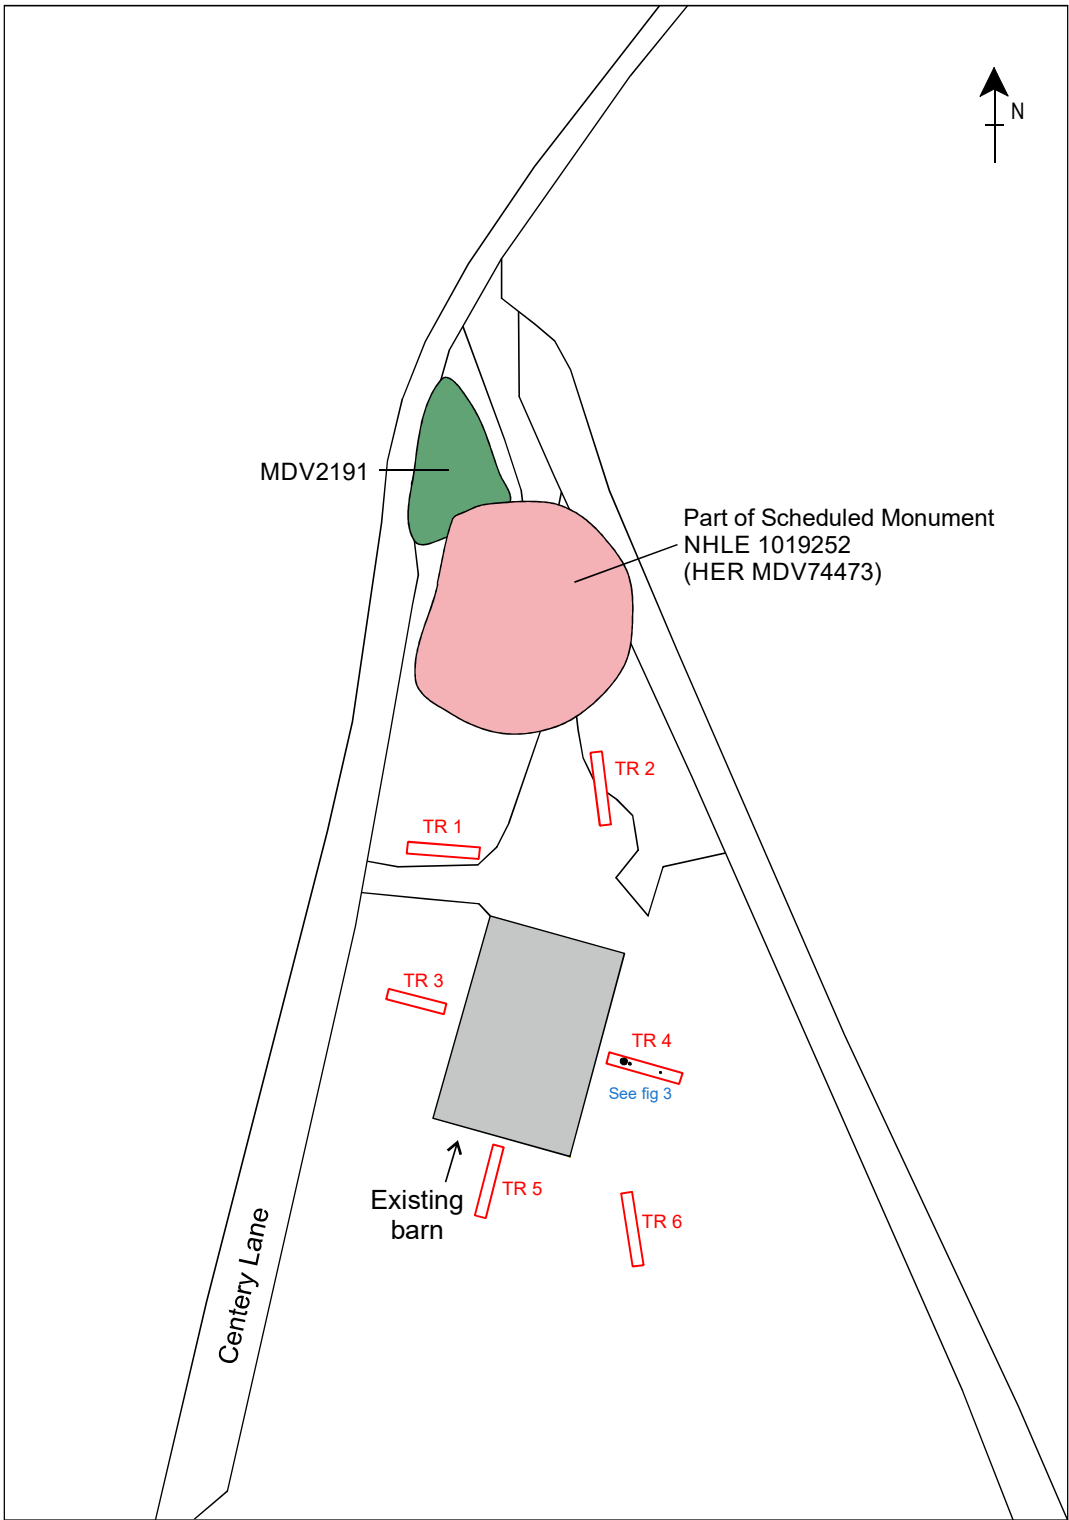 N
MDV2191
Part of Scheduled Monument
NHLE 1019252
(HER MDV74473)
TR 2
TR 1
TR 3
TR 4
See fig 3
TR 5
Existing
barn
TR 6
Centery Lane